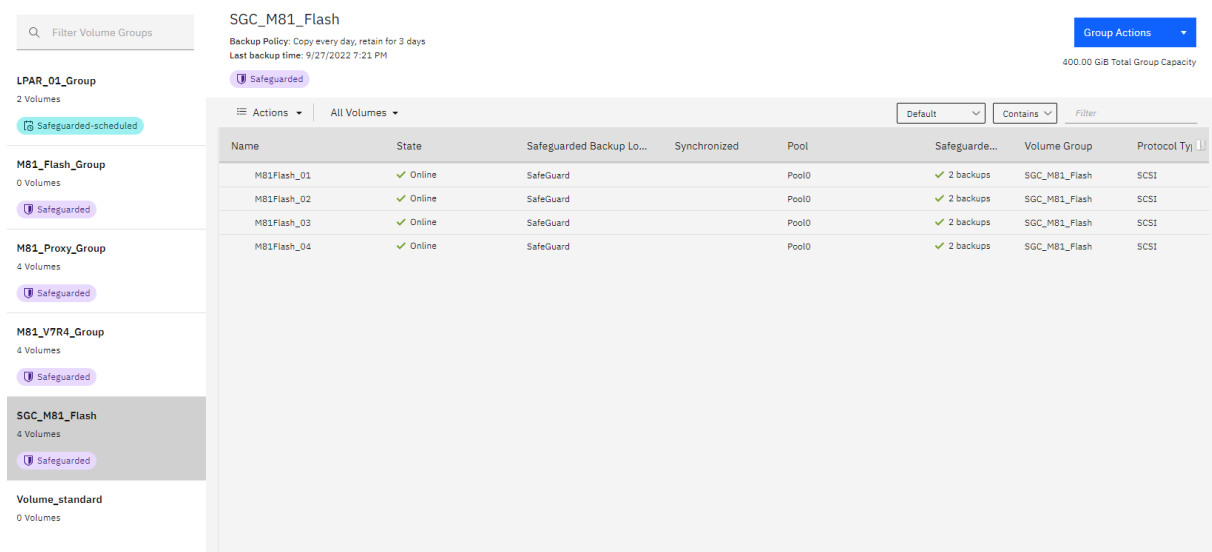 Filter Volume Groups
LPAR_01_Group
2 Volumes
Safeguarded-scheduled
M81_Flash_Group
0 Volumes
Safeguarded
M81_Proxy_Group
4 Volumes
Safeguarded
M81_V7R4_Group
4 Volumes
Safeguarded
SGC_M81_Flash
4 Volumes
Safeguarded
Volume_standard
0 Volumes
SGC_M81_Flash
Backup Policy: Copy every day, retain for 3 days
Last backup time: 9/27/2022 7:21 PM
Safeguarded
Group Actions
400.00 GiB Total Group Capacity
Actions All Volumes Default Contains Filter
Name State Safeguarded Backup Lo... Synchronized Pool Safeguarde... Volume Group Protocol Ty
M81Flash_01 Online SafeGuard Pool0 2 backups SGC_M81_Flash SCSI
M81Flash_02 Online SafeGuard Pool0 2 backups SGC_M81_Flash SCSI
M81Flash_03 Online SafeGuard Pool0 2 backups SGC_M81_Flash SCSI
M81Flash_04 Online SafeGuard Pool0 2 backups SGC_M81_Flash SCSI